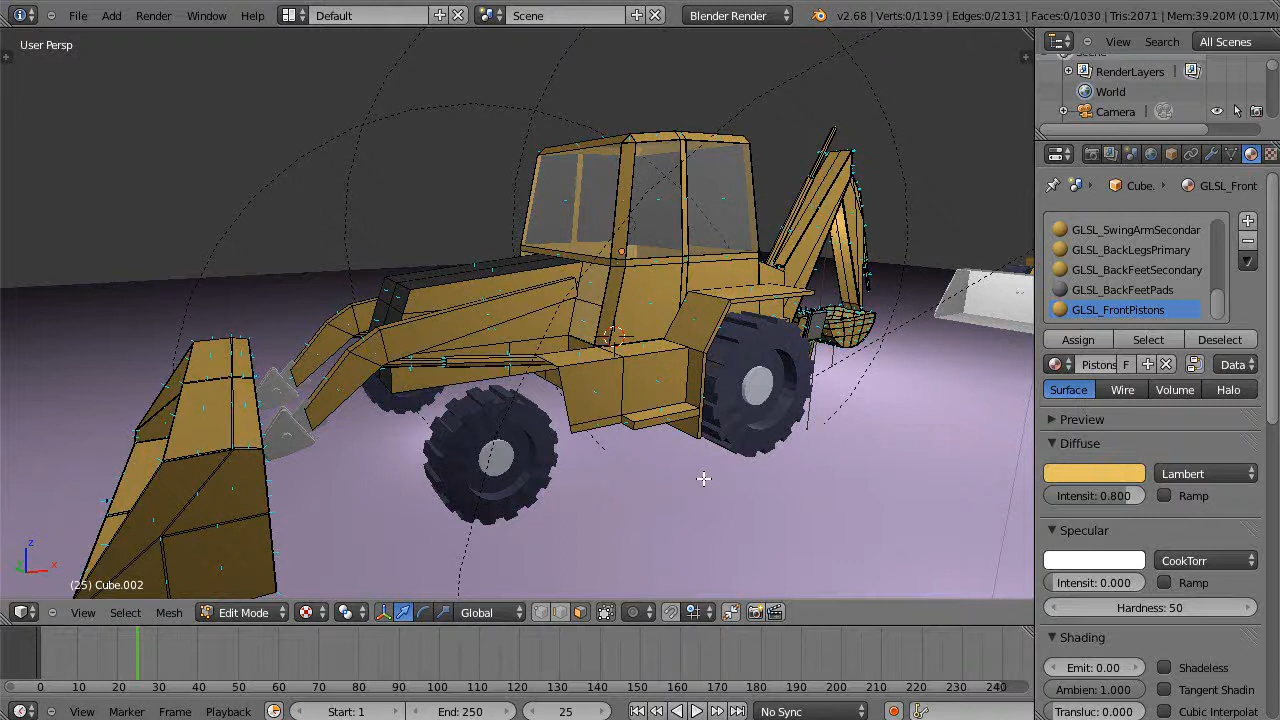 File Add Render Window Help Default Scene Blender Render v2.68 | Verts:0/1139 | Edges:0/2131 | Faces:0/1030 | Tris:2071 | Mem:39.20M (0.17M
User Persp
View Search All Scenes
RenderLayers
World
Camera
Cube. GLSL_Front
GLSL_SwingArmSecondar
GLSL_BackLegsPrimary
GLSL_BackFeetSecondary
GLSL_BackFeetPads
GLSL_FrontPistons
Assign Select Deselect
Pistons F Data
Surface Wire Volume Halo
Preview
Diffuse
Lambert
Intensit: 0.800 Ramp
Specular
CookTorr
Intensit: 0.000 Ramp
Hardness: 50
Shading
Emit: 0.00 Shadeless
Ambien: 1.000 Tangent Shadin
Transluc: 0.000 Cubic Interpolat
z
x
(25) Cube.002
View Select Mesh Edit Mode Global
0 10 20 30 40 50 60 70 80 90 100 110 120 130 140 150 160 170 180 190 200 210 220 230 240
View Marker Frame Playback Start: 1 End: 250 25 No Sync